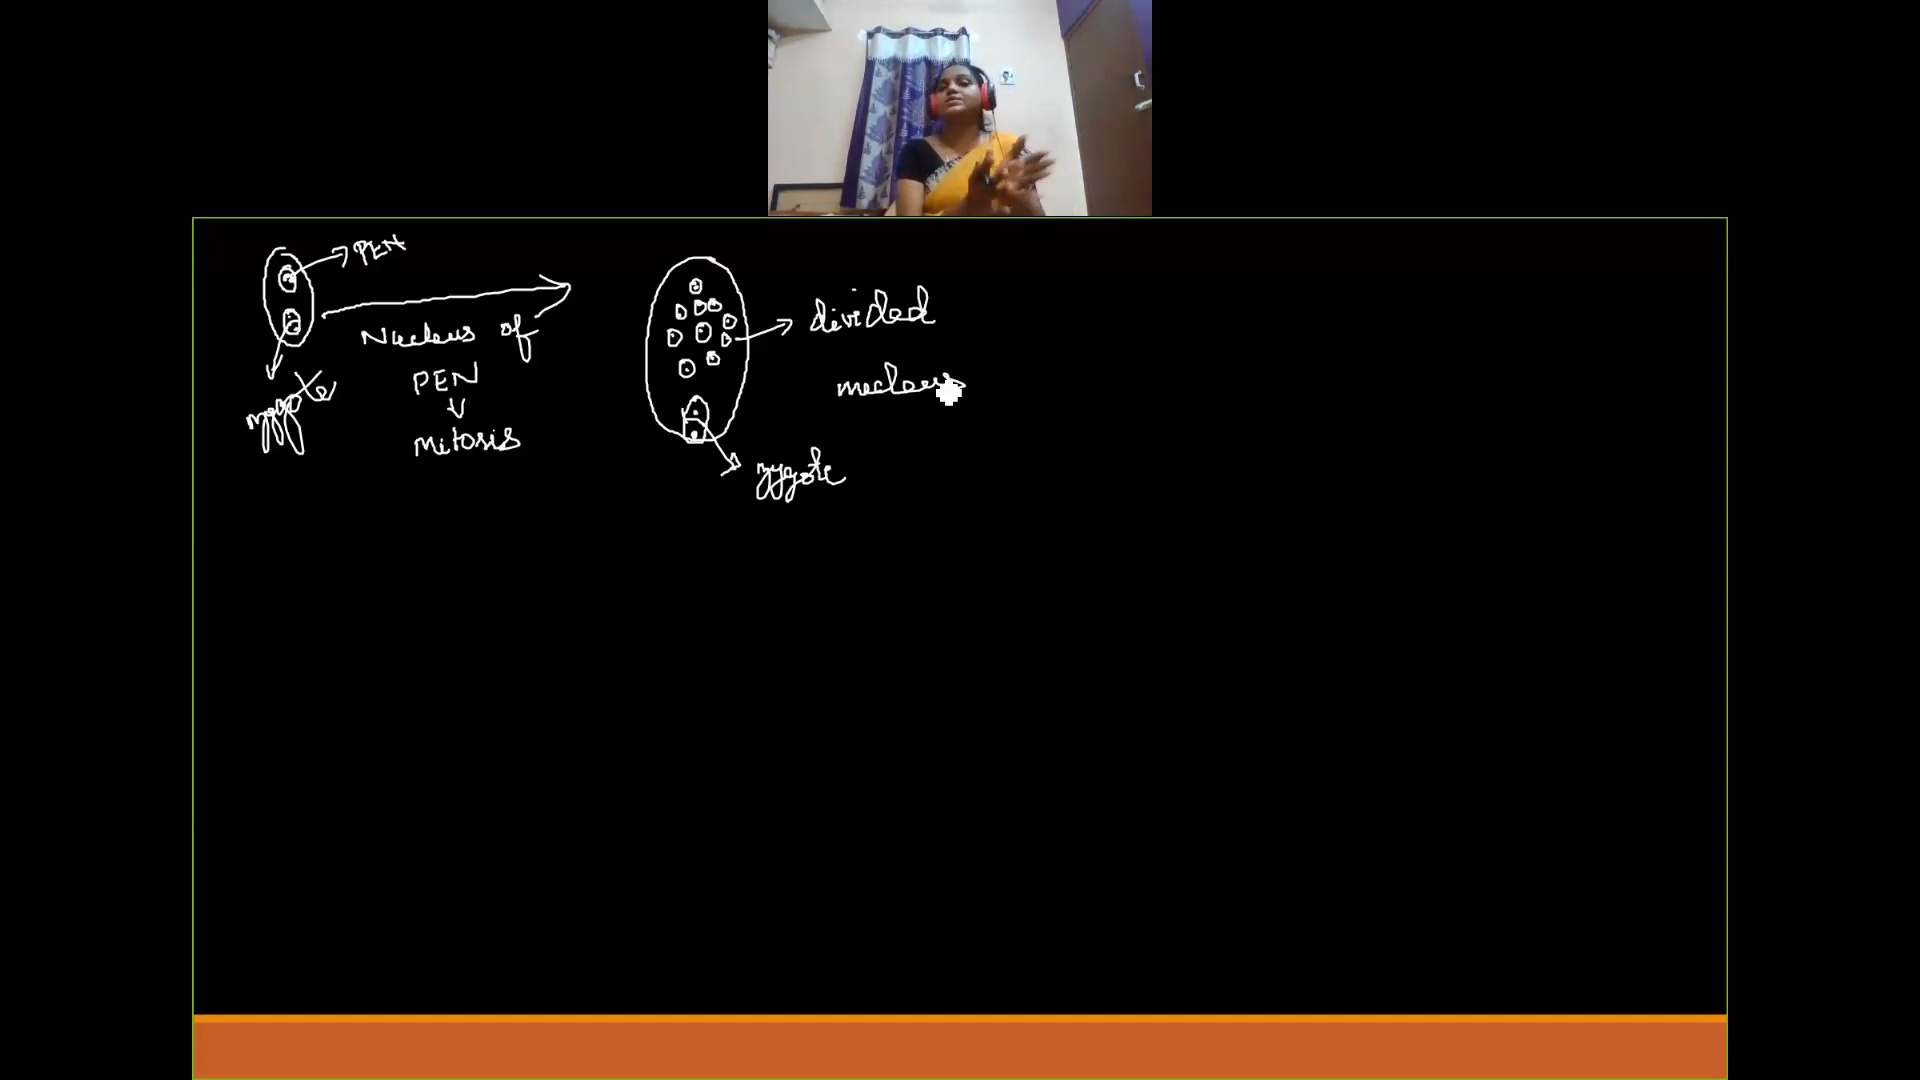 PEN
zygote
Nucleus of
PEN
mitosis
divided
nucleus
zygote